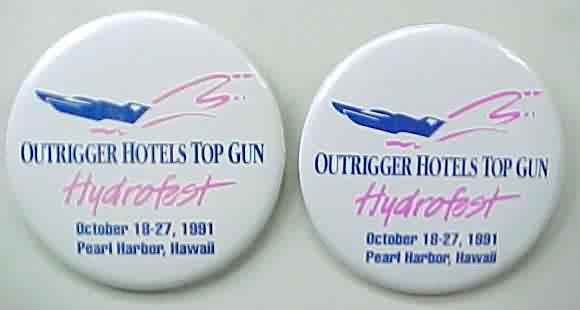 OUTRIGGER HOTELS TOP GUN
Hydrofest
October 18-27, 1991
Pearl Harbor, Hawaii
OUTRIGGER HOTELS TOP GUN
Hydrofest
October 18-27, 1991
Pearl Harbor, Hawaii